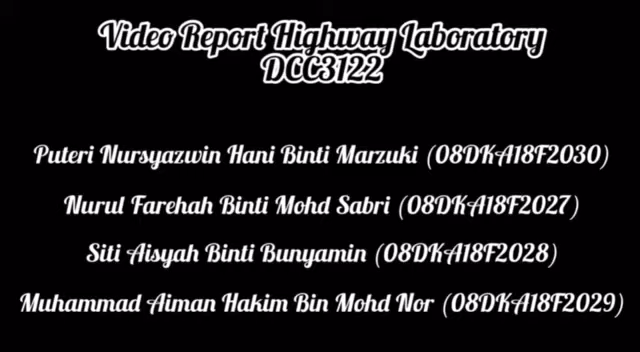 Video Report Highway Laboratory
DCC3122
Puteri Nursyazwin Hani Binti Marzuki (08DKA18F2030)
Nurul Farehah Binti Mohd Sabri (08DKA18F2027)
Siti Aisyah Binti Bunyamin (08DKA18F2028)
Muhammad Aiman Hakim Bin Mohd Nor (08DKA18F2029)